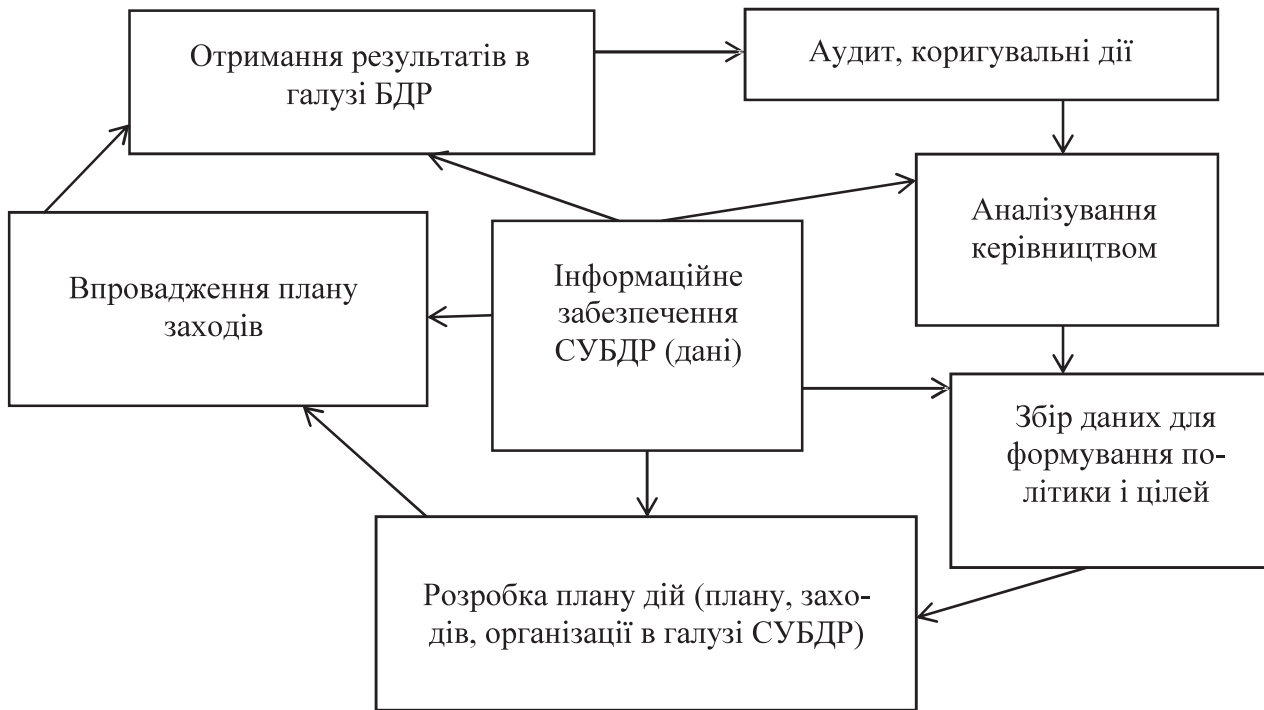 Отримання результатів в
галузі БДР
Аудит, коригувальні дії
Аналізування
керівництвом
Впровадження плану
заходів
Інформаційне
забезпечення
СУБДР (дані)
Збір даних для
формування по-
літики і цілей
Розробка плану дій (плану, захо-
дів, організації в галузі СУБДР)